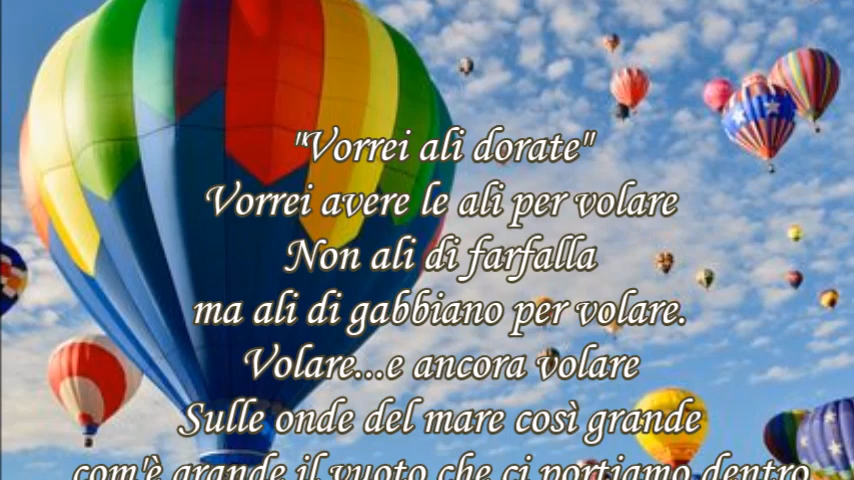 "Vorrei ali dorate"
Vorrei avere le ali per volare
Non ali di farfalla
ma ali di gabbiano per volare.
Volare...e ancora volare
Sulle onde del mare così grande
com'è grande il vuoto che ci portiamo dentro